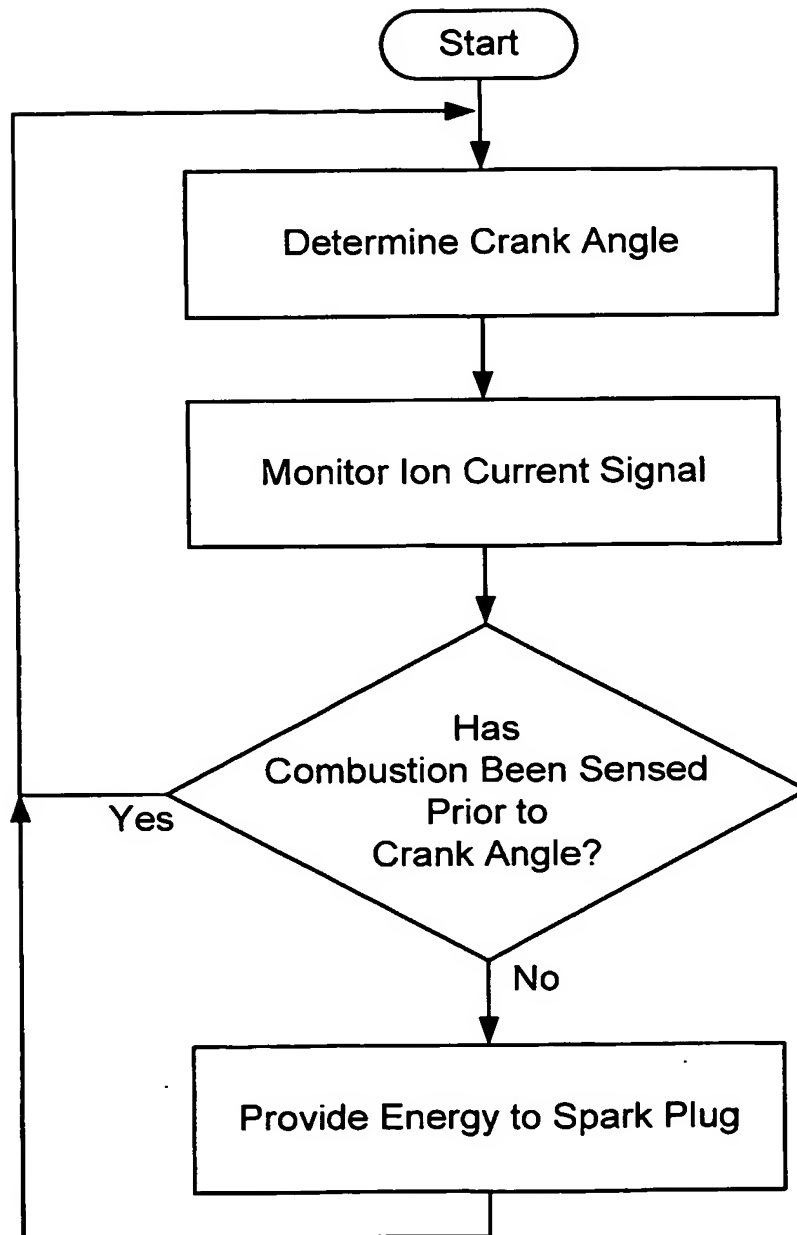 Start
Determine Crank Angle
Monitor Ion Current Signal
Has
Combustion Been Sensed
Prior to
Crank Angle?
Yes
No
Provide Energy to Spark Plug